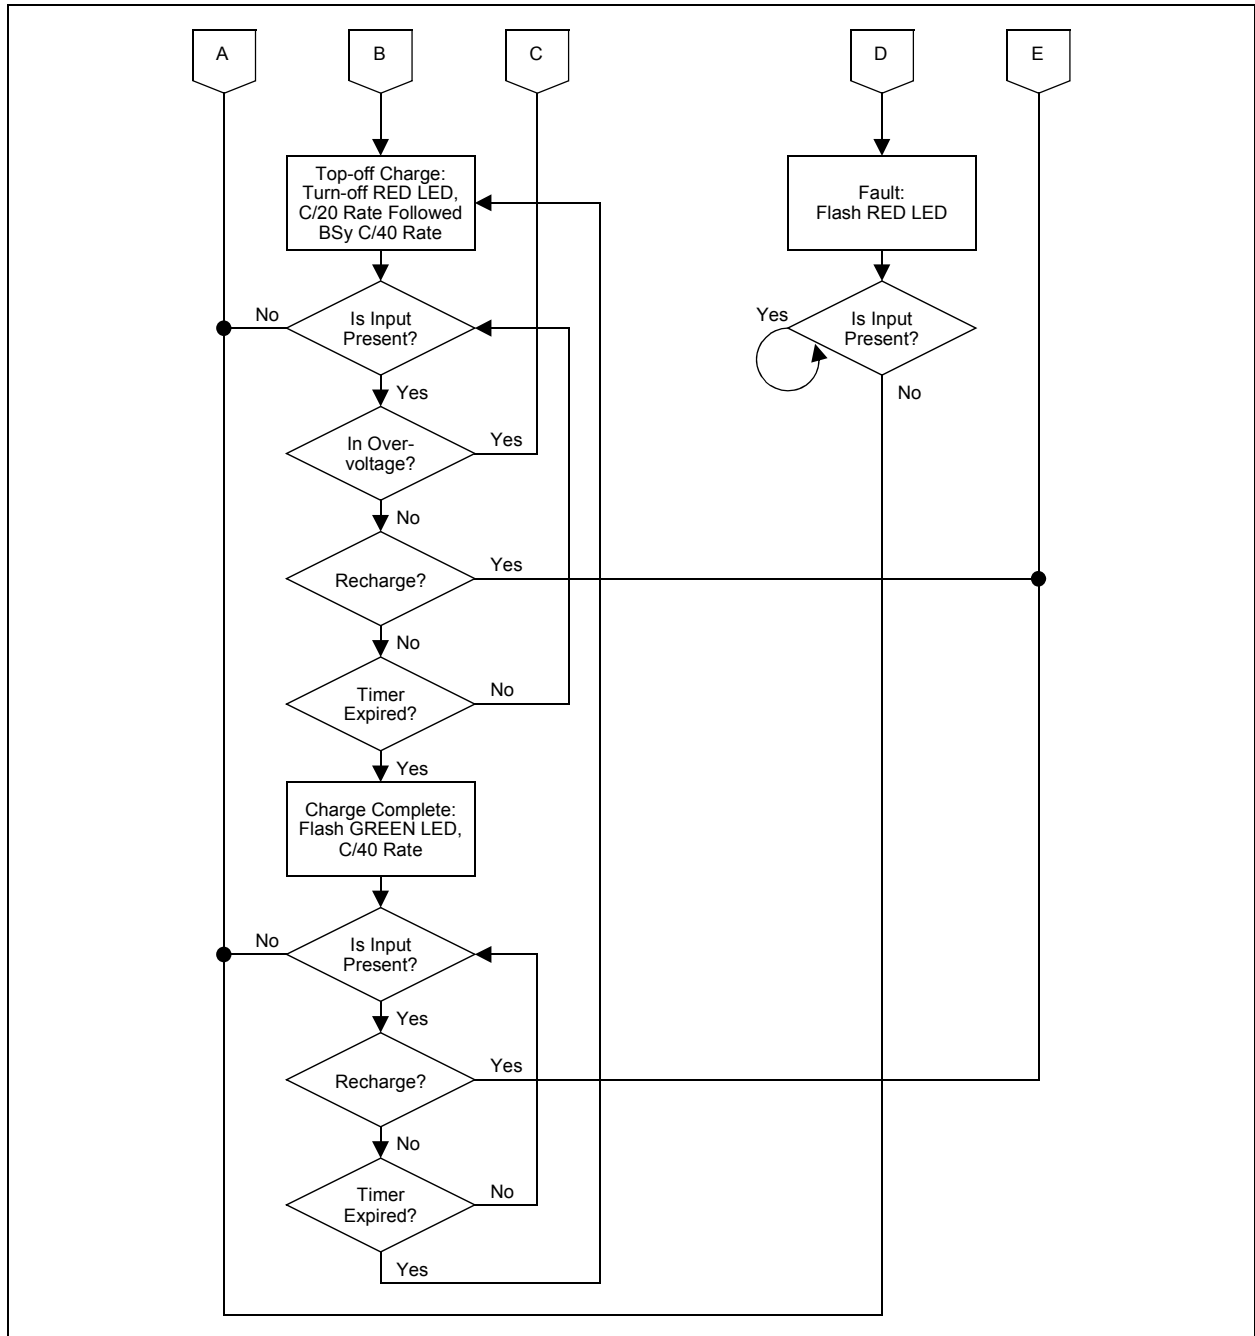 A
B
C
D
E
Top-off Charge:
Turn-off RED LED,
C/20 Rate Followed
BSy C/40 Rate
Fault:
Flash RED LED
No
Is Input
Present?
Yes
Yes
Is Input
Present?
No
In Over-
voltage?
Yes
No
Recharge?
Yes
No
Timer
Expired?
No
Yes
Charge Complete:
Flash GREEN LED,
C/40 Rate
No
Is Input
Present?
Yes
Recharge?
Yes
No
Timer
Expired?
No
Yes